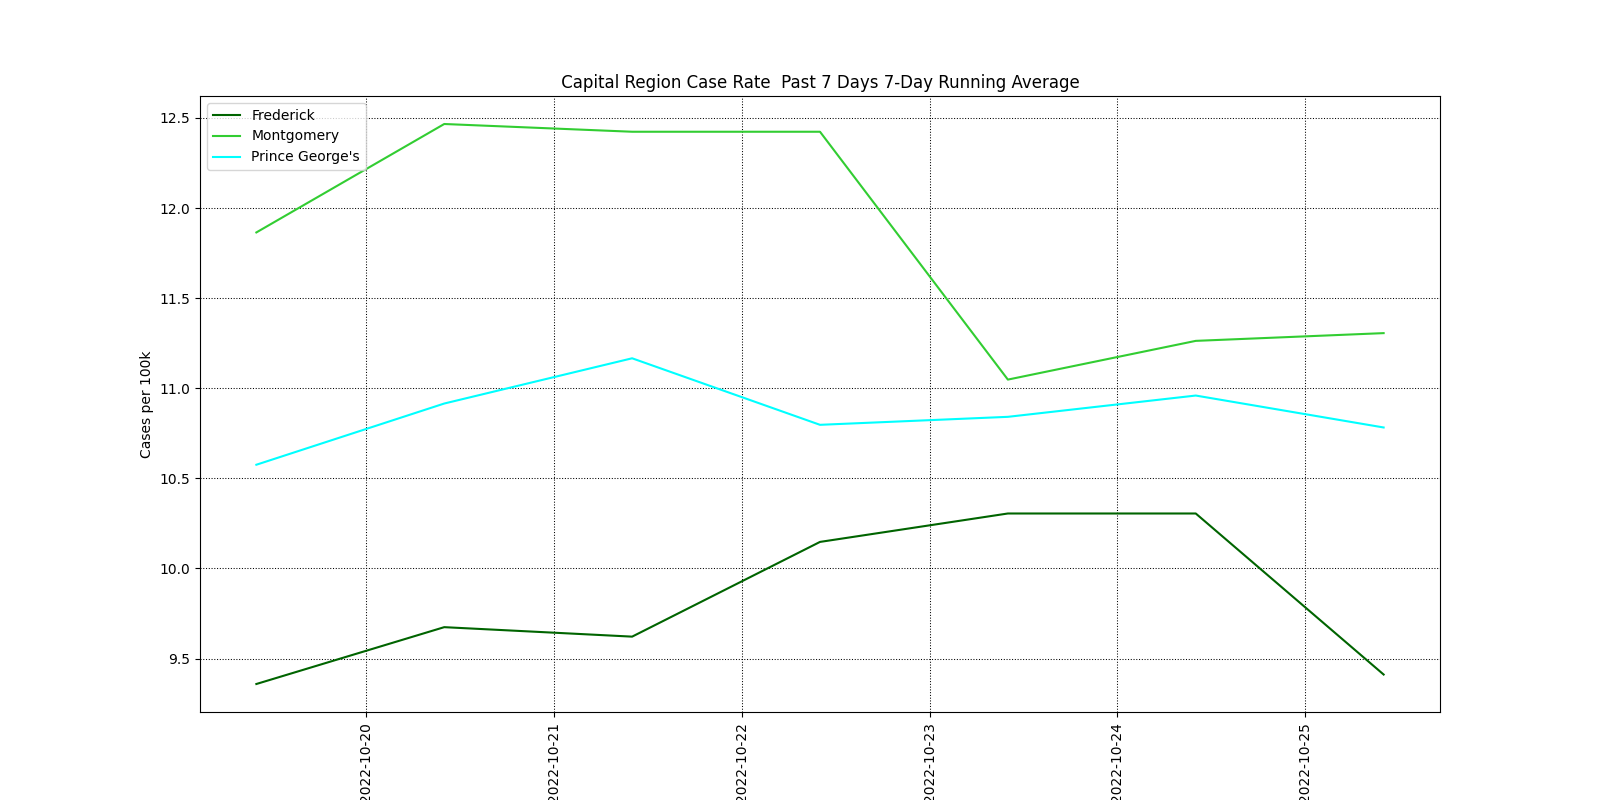 Capital Region Case Rate  Past 7 Days 7-Day Running Average
Frederick
Montgomery
Prince George's
12.5
12.0
11.5
11.0
10.5
10.0
9.5
Cases per 100k
2022-10-20
2022-10-21
2022-10-22
2022-10-23
2022-10-24
2022-10-25